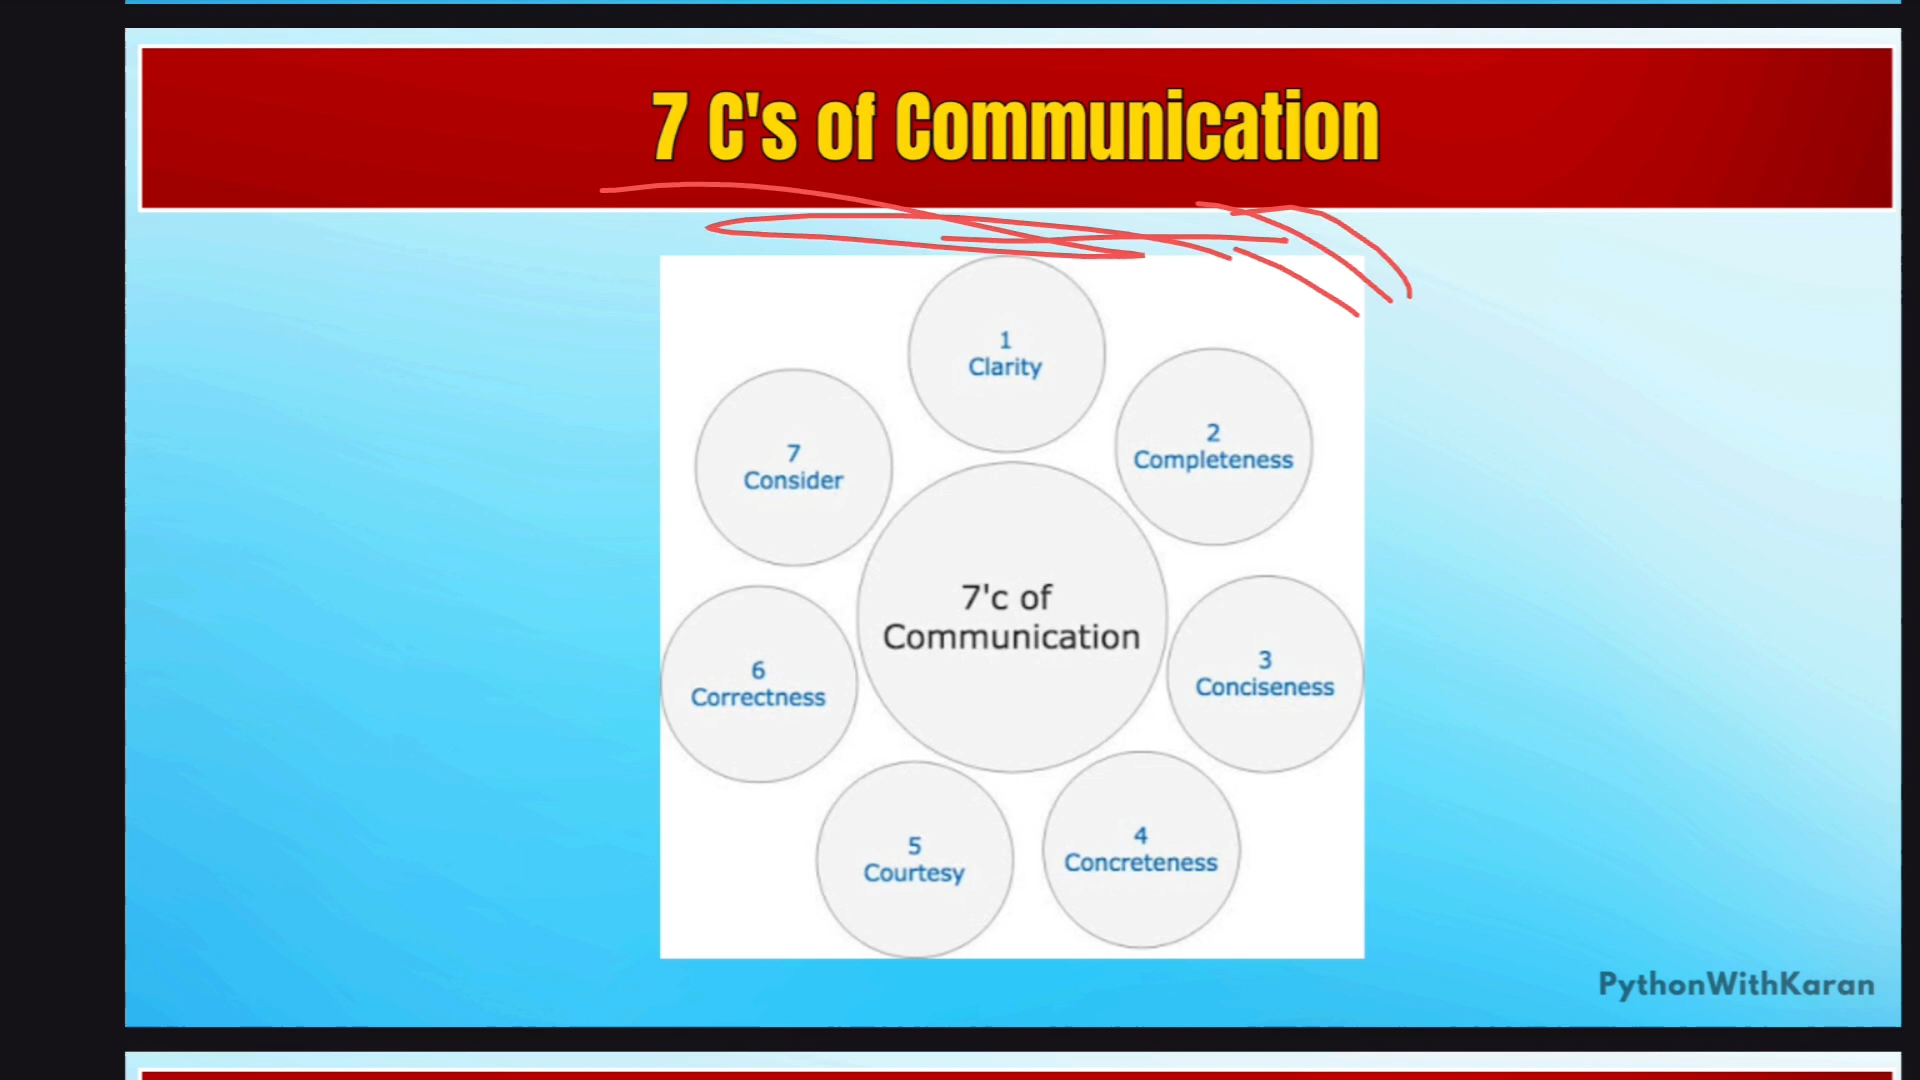 7 C's of Communication
1
Clarity
2
Completeness
3
Conciseness
4
Concreteness
5
Courtesy
6
Correctness
7
Consider
7'c of
Communication
PythonWithKaran